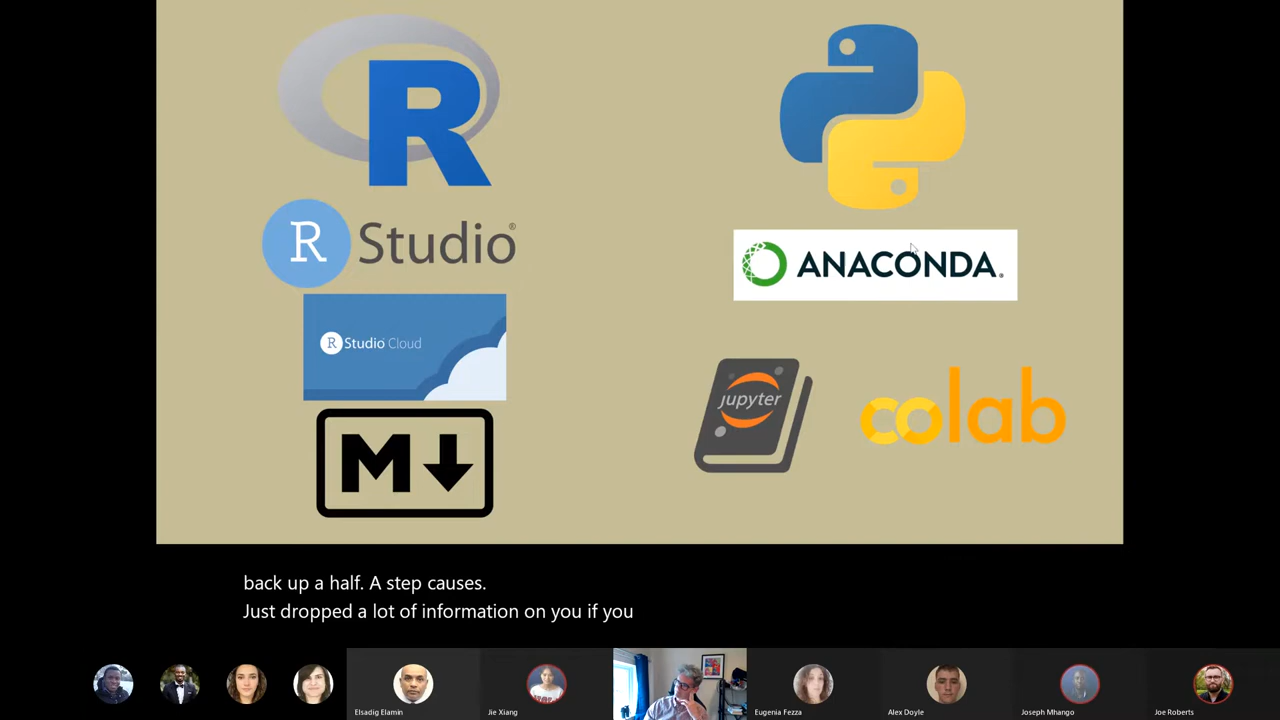 R
R Studio®
R Studio Cloud
M
ANACONDA®
jupyter
colab
back up a half. A step causes.
Just dropped a lot of information on you if you
Elsadig Elamin
Jie Xiang
Eugenia Fezza
Alex Doyle
Joseph Mhango
Joe Roberts